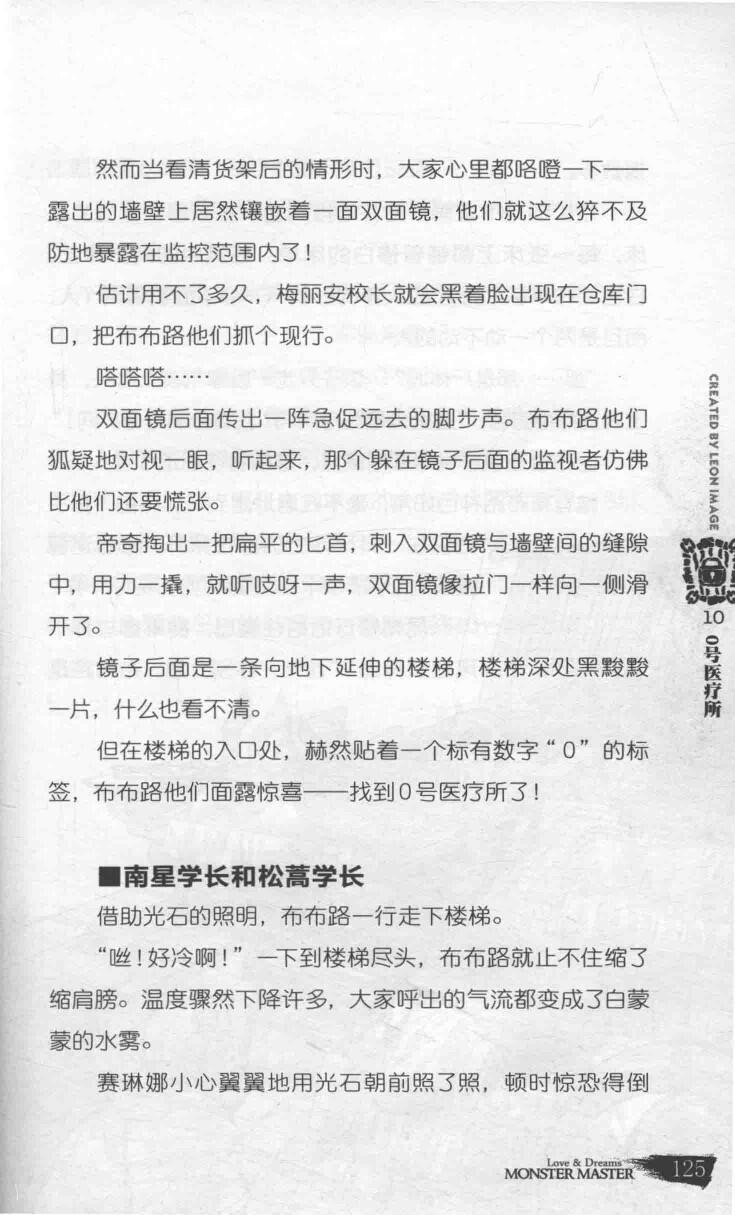 然而当看清货架后的情形时，大家心里都咯噔一下——
露出的墙壁上居然镶嵌着一面双面镜，他们就这么猝不及
防地暴露在监控范围内了！
估计用不了多久，梅丽安校长就会黑着脸出现在仓库门
口，把布布路他们抓个现行。
嗒嗒嗒……
双面镜后面传出一阵急促远去的脚步声。布布路他们
狐疑地对视一眼，听起来，那个躲在镜子后面的监视者仿佛
比他们还要慌张。
帝奇掏出一把扁平的匕首，刺入双面镜与墙壁间的缝隙
中，用力一撬，就听吱呀一声，双面镜像拉门一样向一侧滑
开了。
镜子后面是一条向地下延伸的楼梯，楼梯深处黑黢黢
一片，什么也看不清。
但在楼梯的入口处，赫然贴着一个标有数字“0”的标
签，布布路他们面露惊喜——找到0号医疗所了！
■南星学长和松蒿学长
借助光石的照明，布布路一行走下楼梯。
“咝！好冷啊！”一下到楼梯尽头，布布路就止不住缩了
缩肩膀。温度骤然下降许多，大家呼出的气流都变成了白蒙
蒙的水雾。
赛琳娜小心翼翼地用光石朝前照了照，顿时惊恐得倒
CREATED BY LEON IMAGE
10
0号医疗所
Love & Dreams
MONSTER MASTER
125